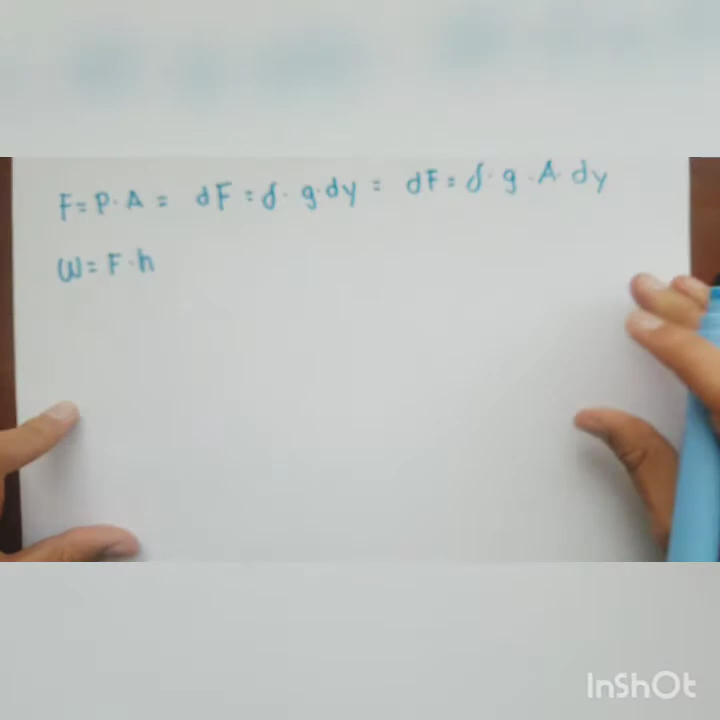 F = P · A = dF = δ · g · dy = dF = δ · g · A · dy
W = F · h
InShOt